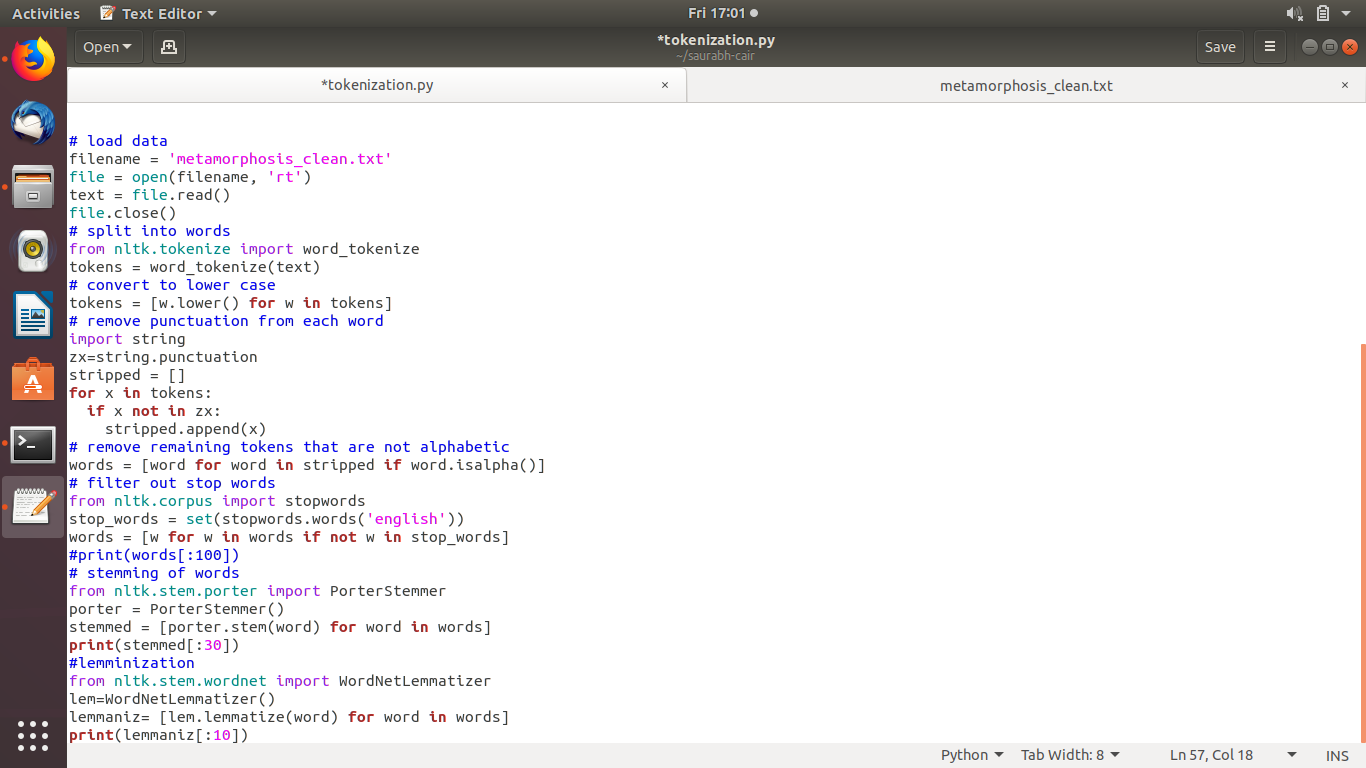 Activities Text Editor Fri 17:01
Open *tokenization.py Save
~/saurabh-cair
*tokenization.py × metamorphosis_clean.txt ×
# load data
filename = 'metamorphosis_clean.txt'
file = open(filename, 'rt')
text = file.read()
file.close()
# split into words
from nltk.tokenize import word_tokenize
tokens = word_tokenize(text)
# convert to lower case
tokens = [w.lower() for w in tokens]
# remove punctuation from each word
import string
zx=string.punctuation
stripped = []
for x in tokens:
  if x not in zx:
    stripped.append(x)
# remove remaining tokens that are not alphabetic
words = [word for word in stripped if word.isalpha()]
# filter out stop words
from nltk.corpus import stopwords
stop_words = set(stopwords.words('english'))
words = [w for w in words if not w in stop_words]
#print(words[:100])
# stemming of words
from nltk.stem.porter import PorterStemmer
porter = PorterStemmer()
stemmed = [porter.stem(word) for word in words]
print(stemmed[:30])
#lemminization
from nltk.stem.wordnet import WordNetLemmatizer
lem=WordNetLemmatizer()
lemmaniz= [lem.lemmatize(word) for word in words]
print(lemmaniz[:10])
Python Tab Width: 8 Ln 57, Col 18 INS